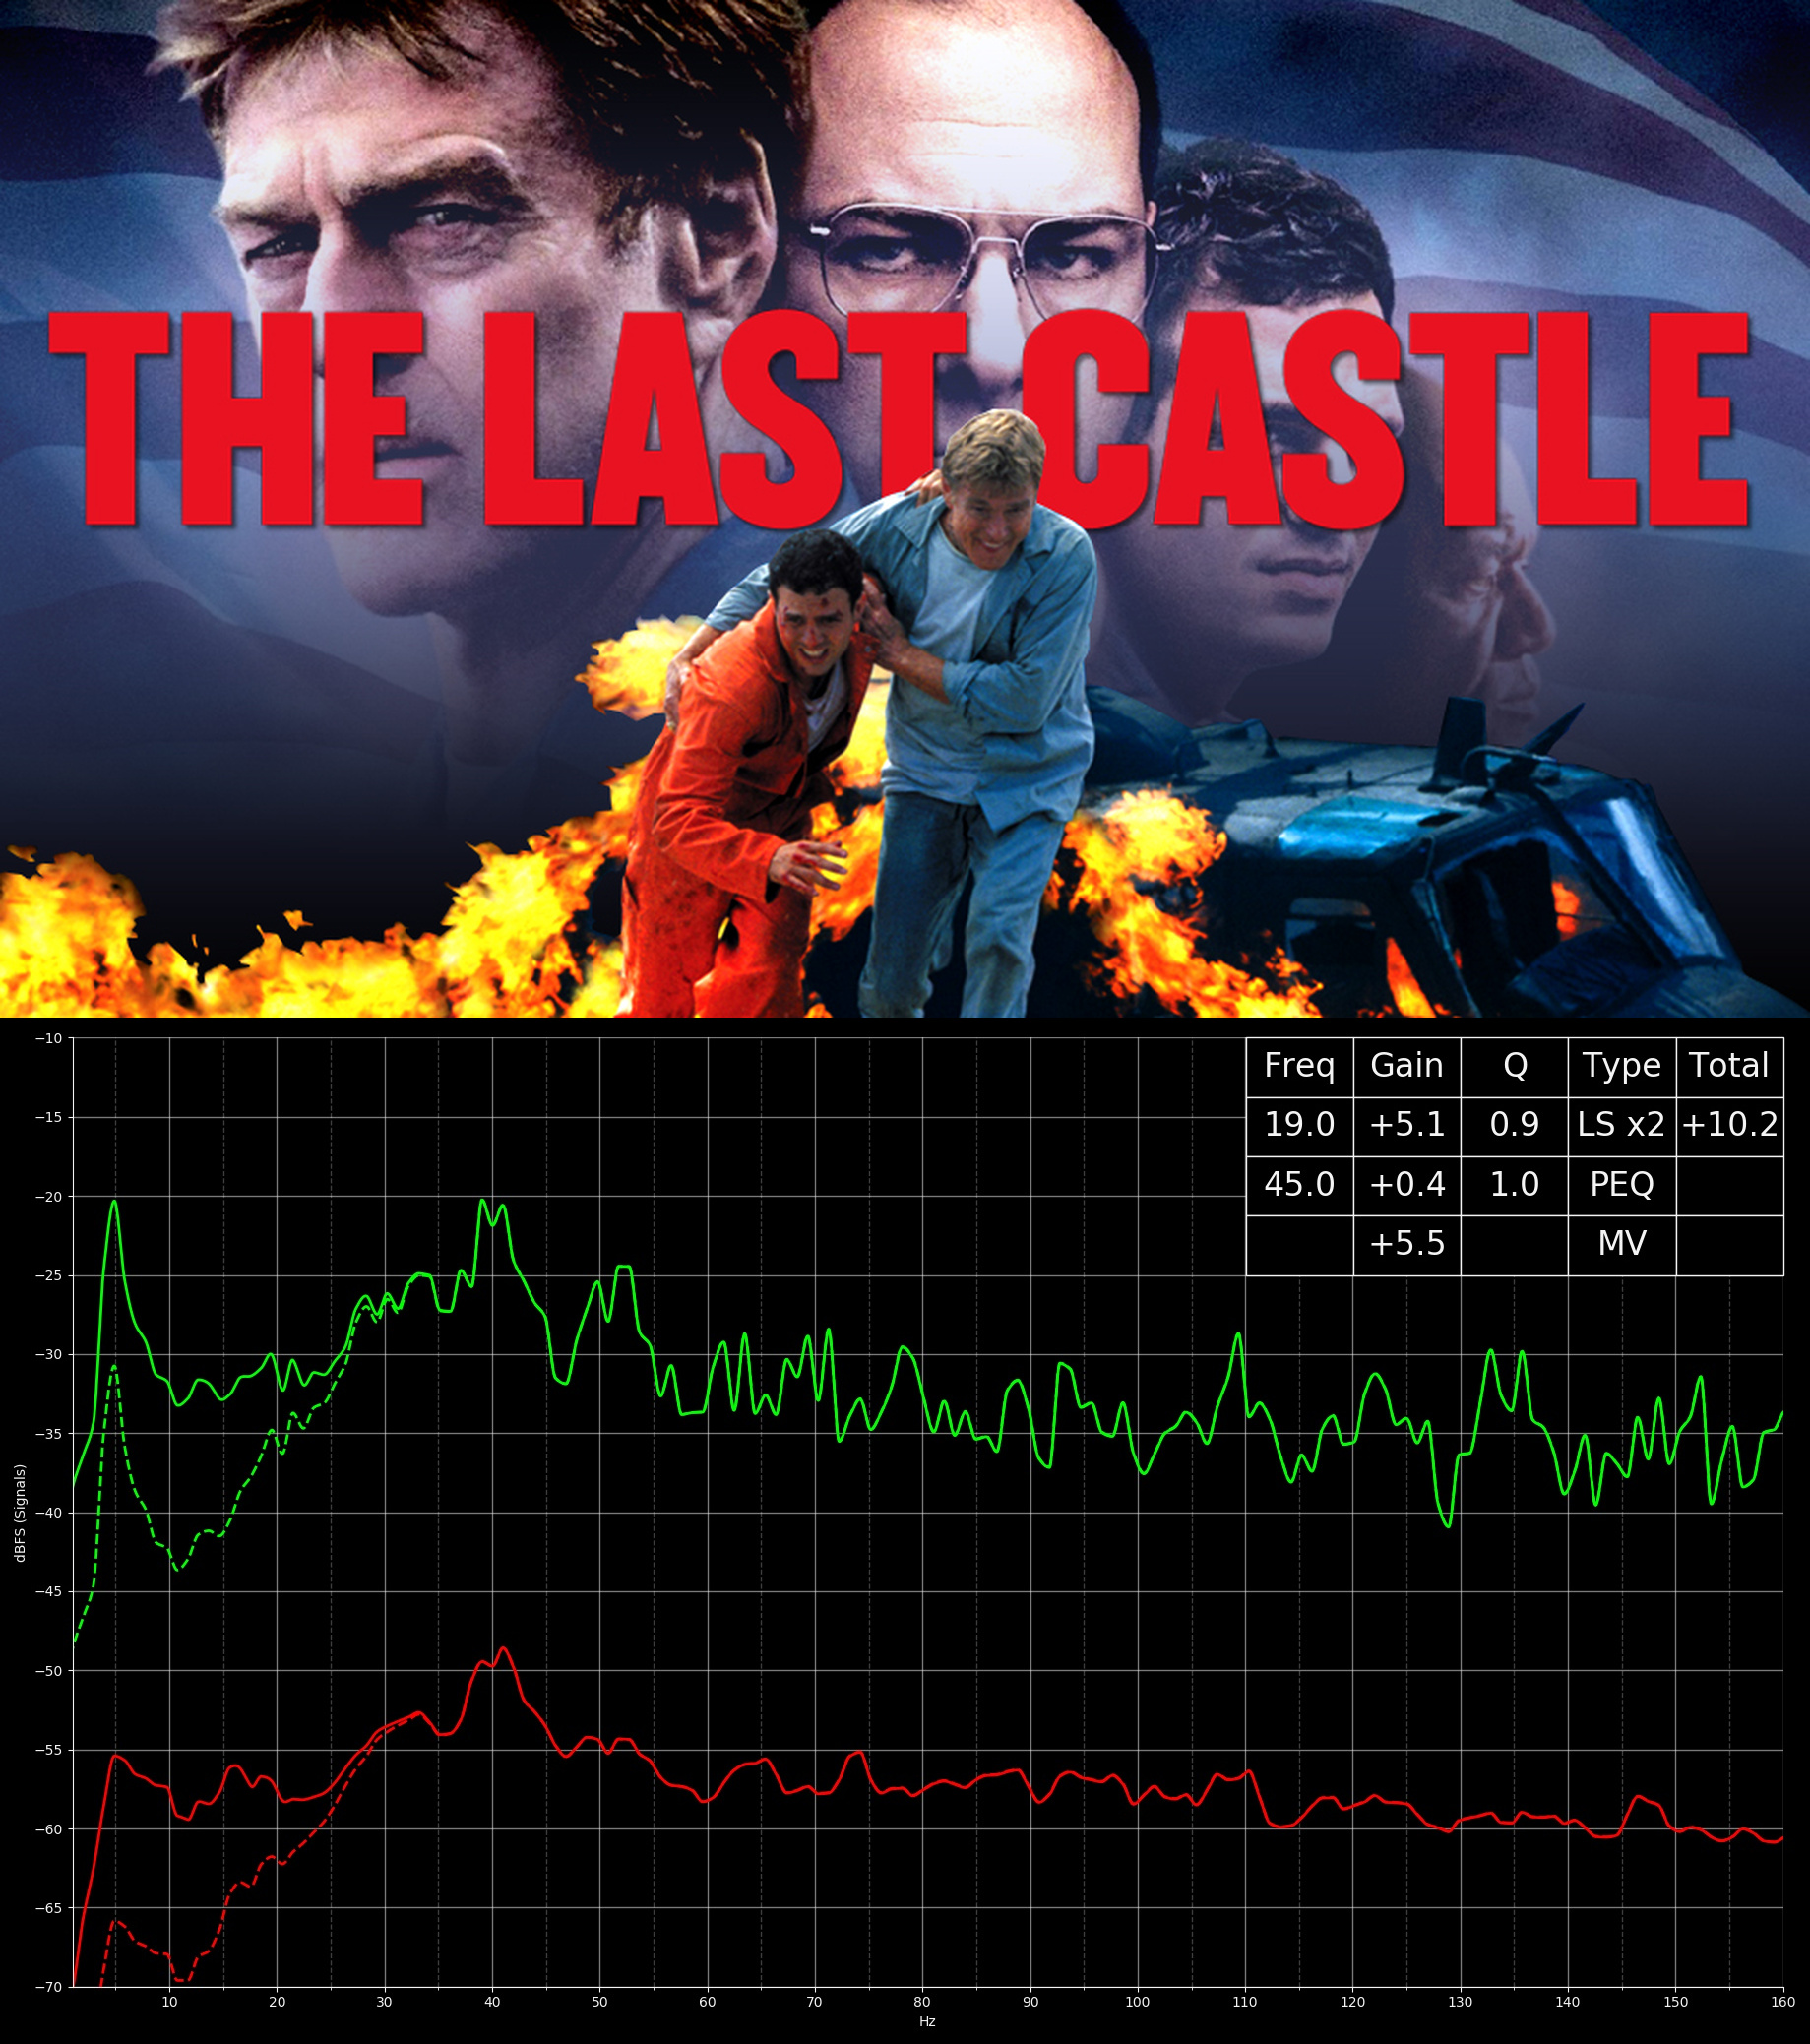 THE LAST CASTLE
Freq Gain Q Type Total
19.0 +5.1 0.9 LS x2 +10.2
45.0 +0.4 1.0 PEQ
+5.5 MV
−10
−15
−20
−25
−30
−35
−40
−45
−50
−55
−60
−65
−70
dBFS (Signals)
10 20 30 40 50 60 70 80 90 100 110 120 130 140 150 160
Hz